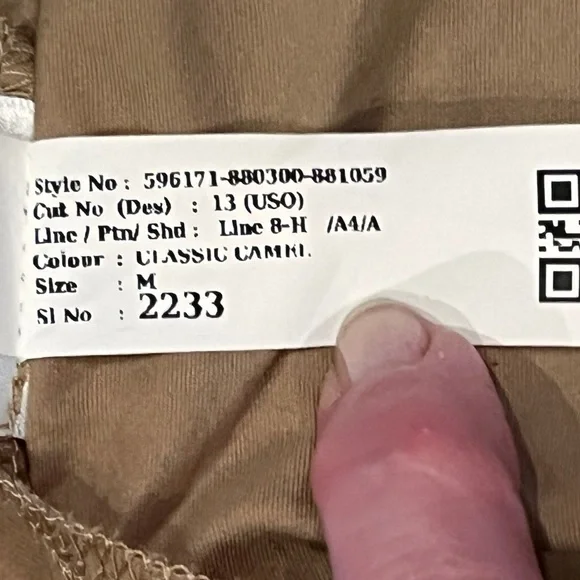 Style No : 596171-880300-881059
Cut No (Des) : 13 (USO)
Line / Ptn/ Shd : Line 8-H /A4/A
Colour : CLASSIC CAMEL
Size : M
Sl No : 2233